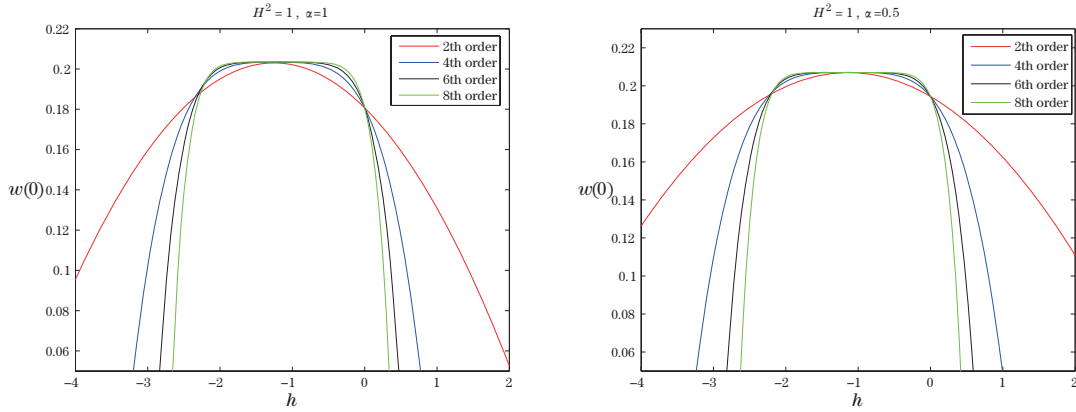 H² = 1 , α=1
0.22
0.2
0.18
0.16
0.14
0.12
0.1
0.08
0.06
w(0)
−4
−3
−2
−1
0
1
2
h
2th order
4th order
6th order
8th order
H² = 1 , α=0.5
0.22
0.2
0.18
0.16
0.14
0.12
0.1
0.08
0.06
w(0)
−4
−3
−2
−1
0
1
2
h
2th order
4th order
6th order
8th order